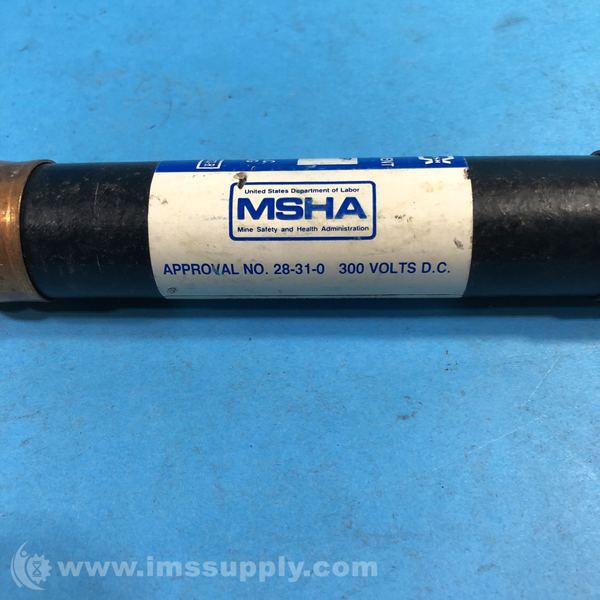 United States Department of Labor
MSHA
Mine Safety and Health Administration
APPROVAL NO. 28-31-0 300 VOLTS D.C.
www.imssupply.com